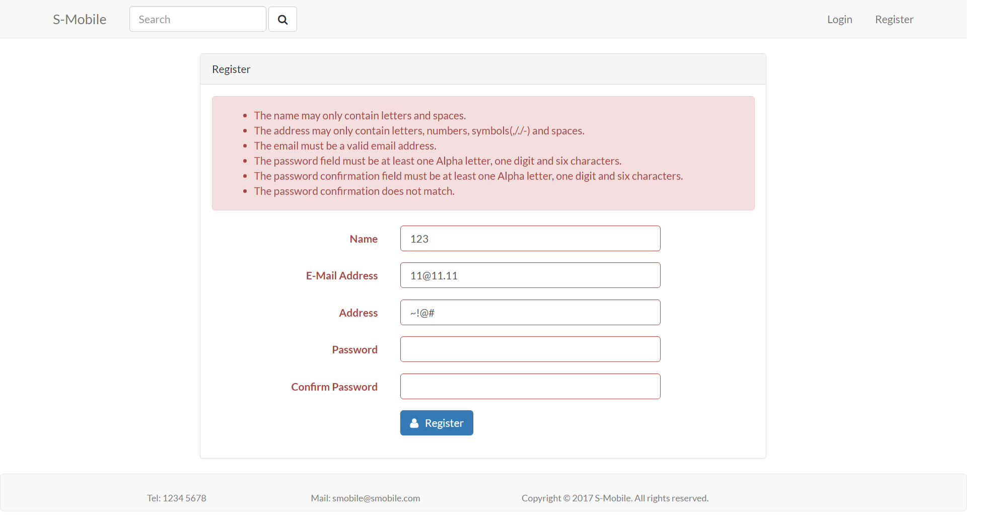 S-Mobile Search Login Register
Register
The name may only contain letters and spaces.
The address may only contain letters, numbers, symbols(,/./-) and spaces.
The email must be a valid email address.
The password field must be at least one Alpha letter, one digit and six characters.
The password confirmation field must be at least one Alpha letter, one digit and six characters.
The password confirmation does not match.
Name 123
E-Mail Address 11@11.11
Address ~!@#
Password
Confirm Password
Register
Tel: 1234 5678 Mail: smobile@smobile.com Copyright © 2017 S-Mobile. All rights reserved.